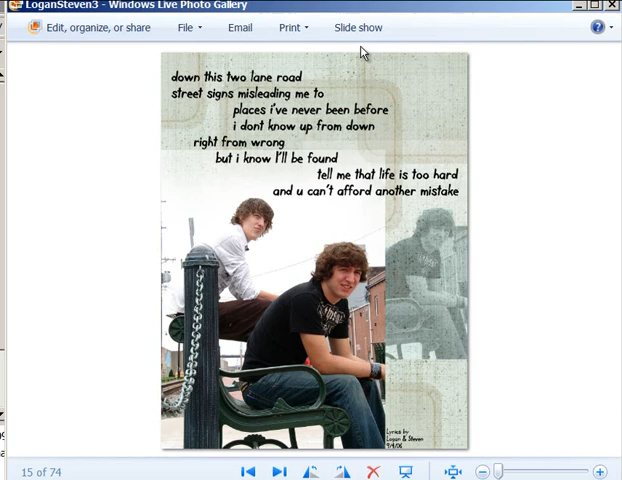 LoganSteven3 - Windows Live Photo Gallery
Edit, organize, or share File Email Print Slide show
down this two lane road
street signs misleading me to
places i've never been before
i dont know up from down
right from wrong
but i know I'll be found
tell me that life is too hard
and u can't afford another mistake
Lyrics by
Logan & Steven
9/4/06
15 of 74